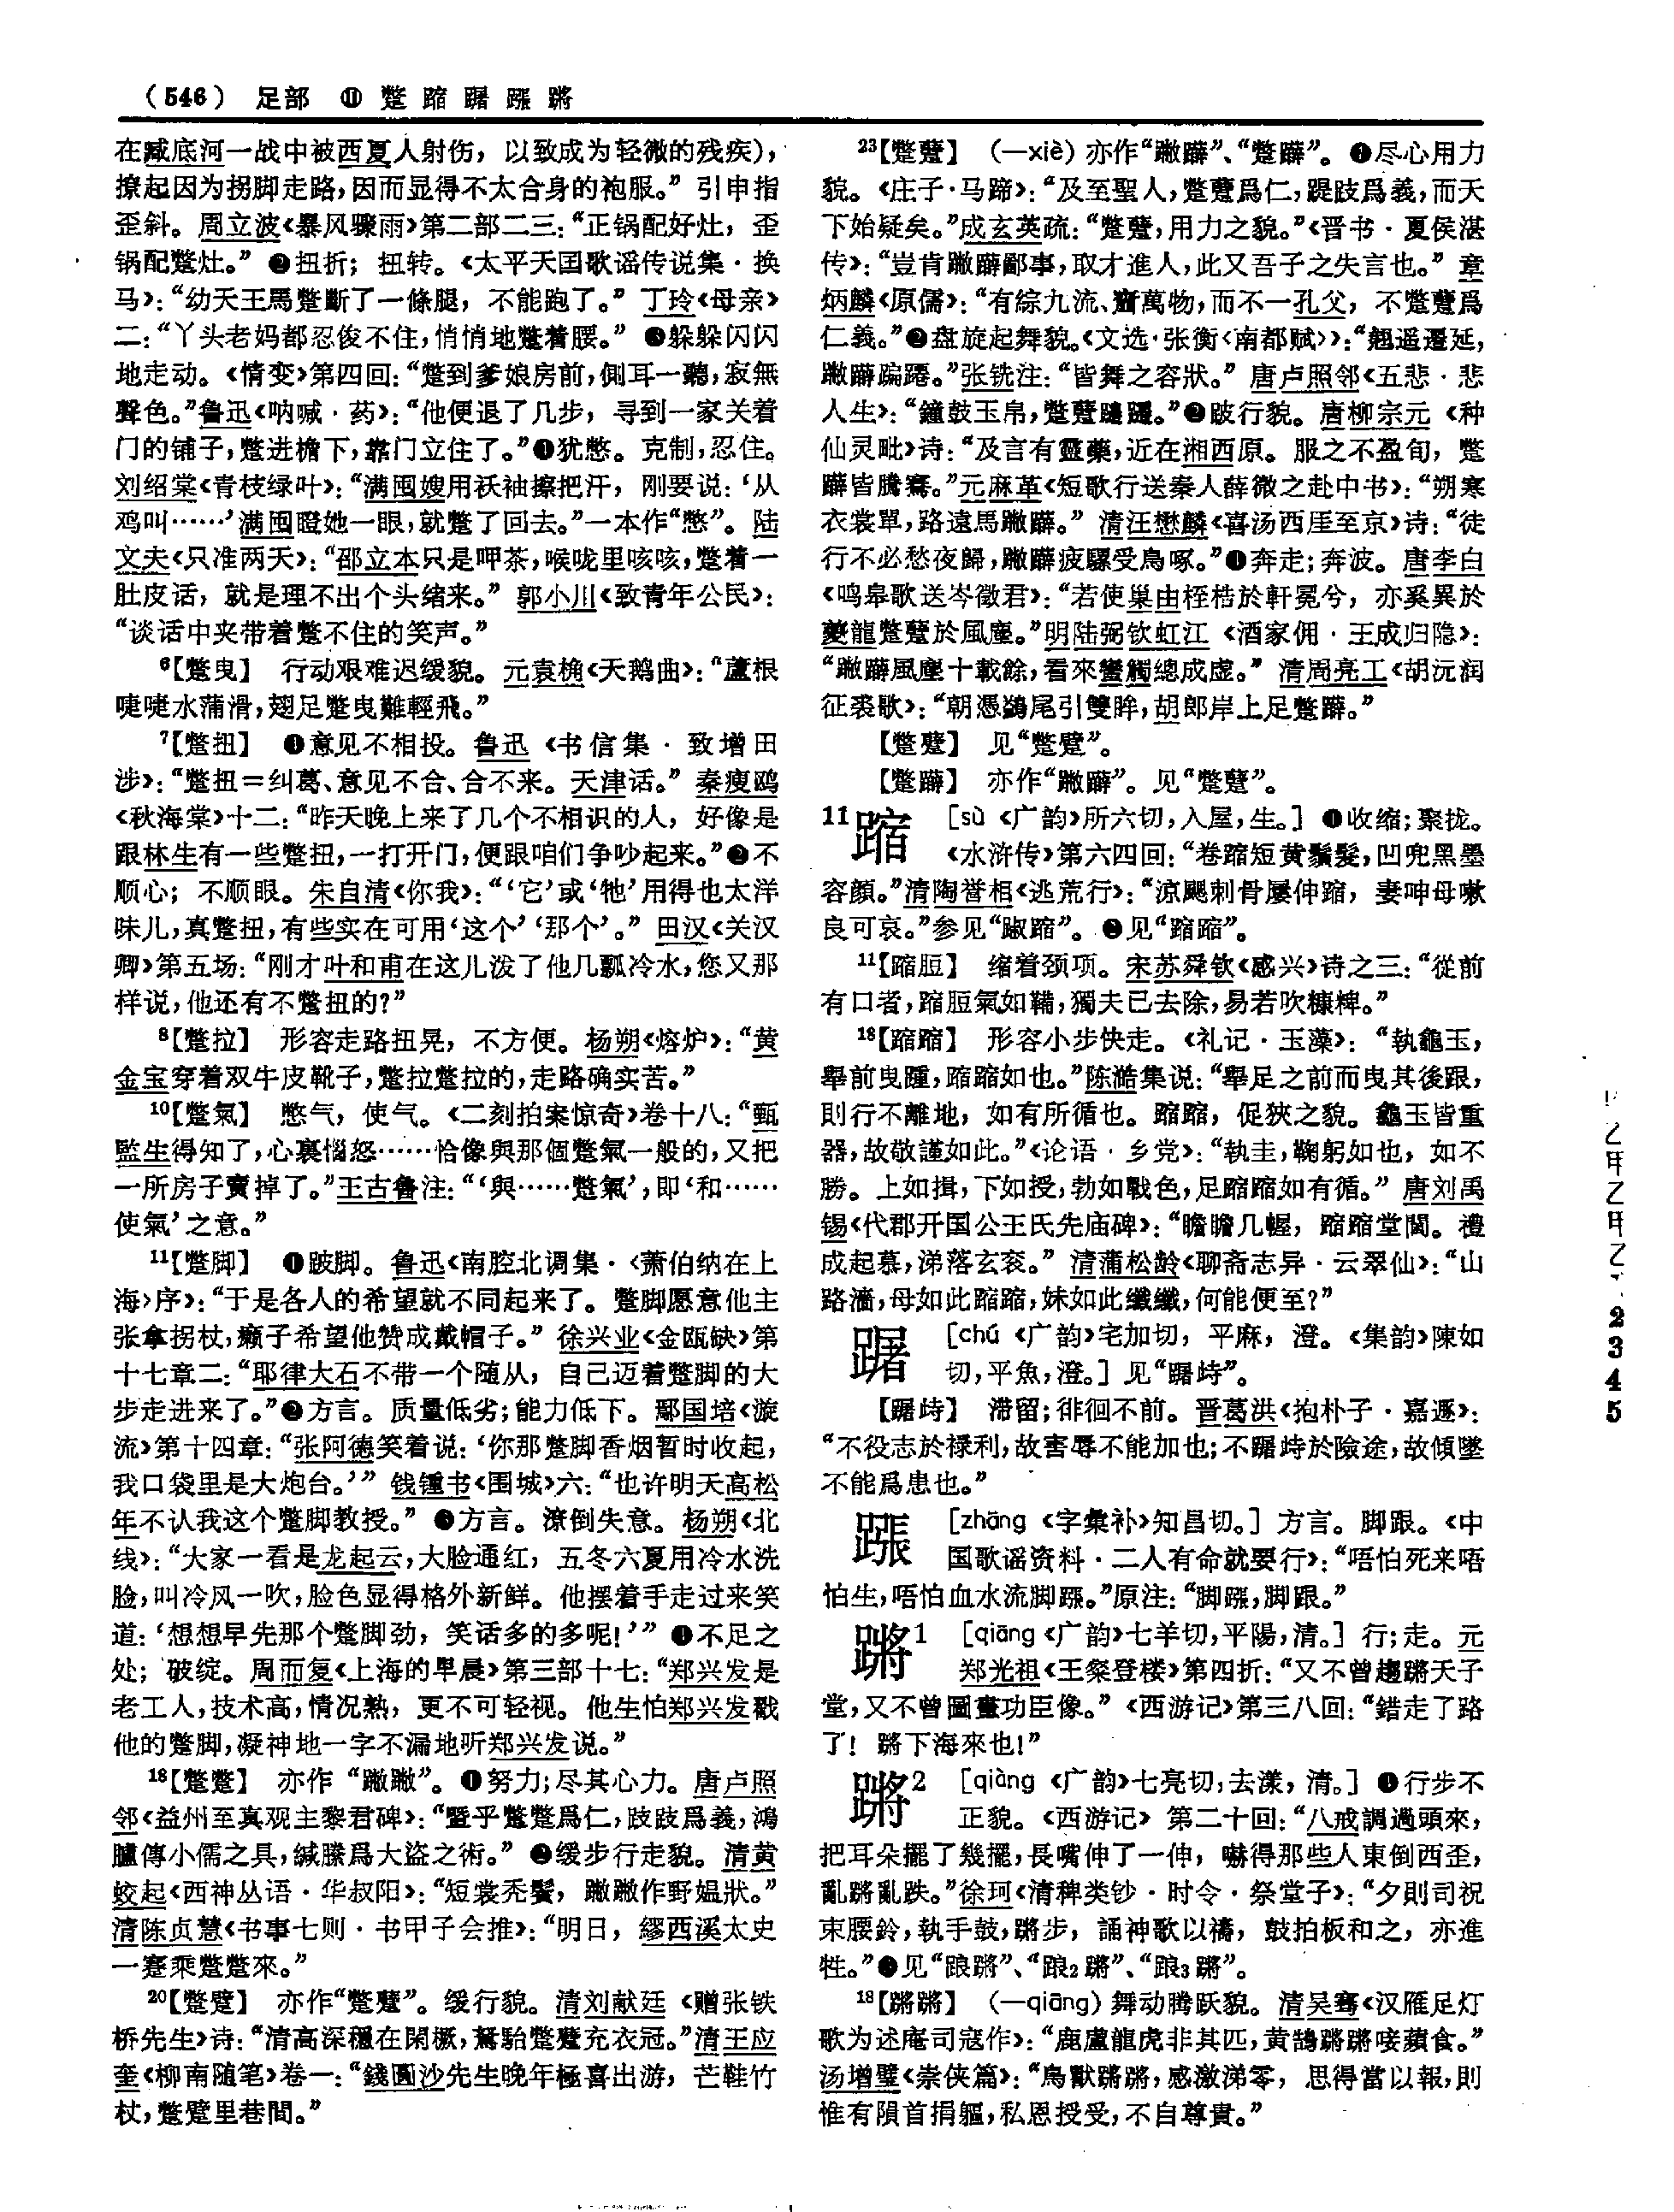 （546） 足部 ⑪ 蹩 蹜 躇 䠆 蹡
在臧底河一战中被西夏人射伤，以致成为轻微的残疾），
撩起因为拐脚走路，因而显得不太合身的袍服。” 引申指
歪斜。周立波《暴风骤雨》第二部二三：“正锅配好灶，歪
锅配蹩灶。” ❷扭折；扭转。《太平天国歌谣传说集·换
马》：“幼天王馬蹩斷了一條腿，不能跑了。” 丁玲《母亲》
二：“丫头老妈都忍俊不住，悄悄地蹩着腰。” ❸躲躲闪闪
地走动。《情变》第四回：“蹩到爹娘房前，側耳一聽，寂無
聲色。”鲁迅《呐喊·药》：“他便退了几步，寻到一家关着
门的铺子，蹩进檐下，靠门立住了。”❹犹憋。克制，忍住。
刘绍棠《青枝绿叶》：“满囤嫂用袄袖擦把汗，刚要说：‘从
鸡叫……’满囤瞪她一眼，就蹩了回去。”一本作“憋”。陆
文夫《只准两天》：“邵立本只是呷茶，喉咙里咳咳，蹩着一
肚皮话，就是理不出个头绪来。” 郭小川《致青年公民》：
“谈话中夹带着蹩不住的笑声。”
6【蹩曳】 行动艰难迟缓貌。元袁桷《天鹅曲》：“蘆根
唼唼水蒲滑，翅足蹩曳難輕飛。”
7【蹩扭】 ❶意见不相投。鲁迅《书信集·致增田
涉》：“蹩扭＝纠葛、意见不合、合不来。天津话。” 秦瘦鸥
《秋海棠》十二：“昨天晚上来了几个不相识的人，好像是
跟林生有一些蹩扭，一打开门，便跟咱们争吵起来。”❷不
顺心；不顺眼。朱自清《你我》：“‘它’或‘牠’用得也太洋
味儿，真蹩扭，有些实在可用‘这个’‘那个’。” 田汉《关汉
卿》第五场：“刚才叶和甫在这儿泼了他几瓢冷水，您又那
样说，他还有不蹩扭的？”
8【蹩拉】 形容走路扭晃，不方便。杨朔《熔炉》：“黄
金宝穿着双牛皮靴子，蹩拉蹩拉的，走路确实苦。”
10【蹩氣】 憋气，使气。《二刻拍案惊奇》卷十八：“甄
監生得知了，心裏惱怒……恰像與那個蹩氣一般的，又把
一所房子賣掉了。”王古鲁注：“‘與……蹩氣’，即‘和……
使氣’之意。”
11【蹩脚】 ❶跛脚。鲁迅《南腔北调集·〈萧伯纳在上
海〉序》：“于是各人的希望就不同起来了。蹩脚愿意他主
张拿拐杖，癞子希望他赞成戴帽子。” 徐兴业《金瓯缺》第
十七章二：“耶律大石不带一个随从，自己迈着蹩脚的大
步走进来了。”❷方言。质量低劣；能力低下。鄢国培《漩
流》第十四章：“张阿德笑着说：‘你那蹩脚香烟暂时收起，
我口袋里是大炮台。’” 钱锺书《围城》六：“也许明天高松
年不认我这个蹩脚教授。” ❸方言。潦倒失意。杨朔《北
线》：“大家一看是龙起云，大脸通红，五冬六夏用冷水洗
脸，叫冷风一吹，脸色显得格外新鲜。他摆着手走过来笑
道：‘想想早先那个蹩脚劲，笑话多的多呢！’” ❹不足之
处；破绽。周而复《上海的早晨》第三部十七：“郑兴发是
老工人，技术高，情况熟，更不可轻视。他生怕郑兴发戳
他的蹩脚，凝神地一字不漏地听郑兴发说。”
18【蹩蹩】 亦作“蹴蹴”。❶努力；尽其心力。唐卢照
邻《益州至真观主黎君碑》：“暨乎蹩蹩爲仁，跂跂爲義，鴻
臚傳小儒之具，緘縢爲大盗之術。” ❷缓步行走貌。清黄
蛟起《西神丛语·华叔阳》：“短裳秃鬢，蹴蹴作野媪狀。”
清陈贞慧《书事七则·书甲子会推》：“明日，繆西溪太史
一蹇乘蹩蹩來。”
20【蹩躄】 亦作“蹩躠”。缓行貌。清刘献廷《赠张铁
桥先生》诗：“清高深穩在閑橛，駑駘蹩躠充衣冠。”清王应
奎《柳南随笔》卷一：“錢圓沙先生晚年極喜出游，芒鞋竹
杖，蹩躄里巷間。”
23【蹩躠】 （一xiè）亦作“𨇨躃”、“蹩躃”。❶尽心用力
貌。《庄子·马蹄》：“及至聖人，蹩躠爲仁，踶跂爲義，而天
下始疑矣。”成玄英疏：“蹩躠，用力之貌。”《晋书·夏侯湛
传》：“豈肯𨇨躃鄙事，取才進人，此又吾子之失言也。” 章
炳麟《原儒》：“有綜九流、齎萬物，而不一孔父，不蹩躠爲
仁義。”❷盘旋起舞貌。《文选·张衡〈南都赋〉》：“翹遥遷延，
𨇨躃蹁躚。”张铣注：“皆舞之容狀。” 唐卢照邻《五悲·悲
人生》：“鐘鼓玉帛，蹩躠蹁躚。”❸跛行貌。唐柳宗元《种
仙灵毗》诗：“及言有靈藥，近在湘西原。服之不盈旬，蹩
躃皆騰騫。”元麻革《短歌行送秦人薛微之赴中书》：“朔寒
衣裳單，路遠馬𨇨躃。” 清汪懋麟《喜汤西厓至京》诗：“徒
行不必愁夜歸，𨇨躃疲騾受鳥啄。”❹奔走；奔波。唐李白
《鸣皋歌送岑徵君》：“若使巢由桎梏於軒冕兮，亦奚異於
夔龍蹩躠於風塵。”明陆弼钦虹江《酒家佣·王成归隐》：
“𨇨躃風塵十載餘，看來蠻觸總成虚。” 清周亮工《胡沅润
征裘歌》：“朝憑鷁尾引雙眸，胡郎岸上足蹩躃。”
【蹩躄】 见“蹩躄”。
【蹩躃】 亦作“𨇨躃”。见“蹩躠”。
11蹜 ［sù 《广韵》所六切，入屋，生。］ ❶收缩；聚拢。
《水浒传》第六四回：“卷蹜短黄鬚髮，凹兜黑墨
容顔。”清陶誉相《逃荒行》：“涼颸刺骨屡伸蹜，妻呻母嗽
良可哀。”参见“踧蹜”。❷见“蹜蹜”。
11【蹜脰】 缩着颈项。宋苏舜钦《感兴》诗之三：“從前
有口者，蹜脰氣如鞴，獨夫已去除，易若吹糠粺。”
18【蹜蹜】 形容小步快走。《礼记·玉藻》：“執龜玉，
舉前曳踵，蹜蹜如也。”陈澔集说：“舉足之前而曳其後跟，
則行不離地，如有所循也。蹜蹜，促狹之貌。龜玉皆重
器，故敬謹如此。”《论语·乡党》：“執圭，鞠躬如也，如不
勝。上如揖，下如授，勃如戰色，足蹜蹜如有循。” 唐刘禹
锡《代郡开国公王氏先庙碑》：“瞻瞻几幄，蹜蹜堂闥。禮
成起慕，涕落玄衮。” 清蒲松龄《聊斋志异·云翠仙》：“山
路濇，母如此蹜蹜，妹如此纖纖，何能便至？”
躇 ［chú 《广韵》宅加切，平麻，澄。《集韵》陳如
切，平魚，澄。］ 见“躇跱”。
【躇跱】 滞留；徘徊不前。晋葛洪《抱朴子·嘉遯》：
“不役志於禄利，故害辱不能加也；不躇跱於險途，故傾墜
不能爲患也。”
［zhāng 《字彙补》知昌切。］ 方言。脚跟。《中
国歌谣资料·二人有命就要行》：“唔怕死来唔
怕生，唔怕血水流脚䠆。”原注：“脚䠆，脚跟。”
蹡1 ［qiāng《广韵》七羊切，平陽，清。］ 行；走。元
郑光祖《王粲登楼》第四折：“又不曾趨蹡天子
堂，又不曾圖畫功臣像。” 《西游记》第三八回：“錯走了路
了！蹡下海來也！”
蹡2 ［qiàng 《广韵》七亮切，去漾，清。］ ❶行步不
正貌。《西游记》第二十回：“八戒調過頭來，
把耳朵擺了幾擺，長嘴伸了一伸，嚇得那些人東倒西歪，
亂蹡亂跌。”徐珂《清稗类钞·时令·祭堂子》：“夕則司祝
束腰鈴，執手鼓，蹡步，誦神歌以禱，鼓拍板和之，亦進
牲。”❷见“踉蹡”、“踉2蹡”、“踉3蹡”。
18【蹡蹡】 （一qiāng）舞动腾跃貌。清吴骞《汉雁足灯
歌为述庵司寇作》：“鹿盧龍虎非其匹，黄鵠蹡蹡唼蘋食。”
汤增璧《崇侠篇》：“鳥獸蹡蹡，感激涕零，思得當以報，則
惟有隕首捐軀，私恩授受，不自尊貴。”
2345